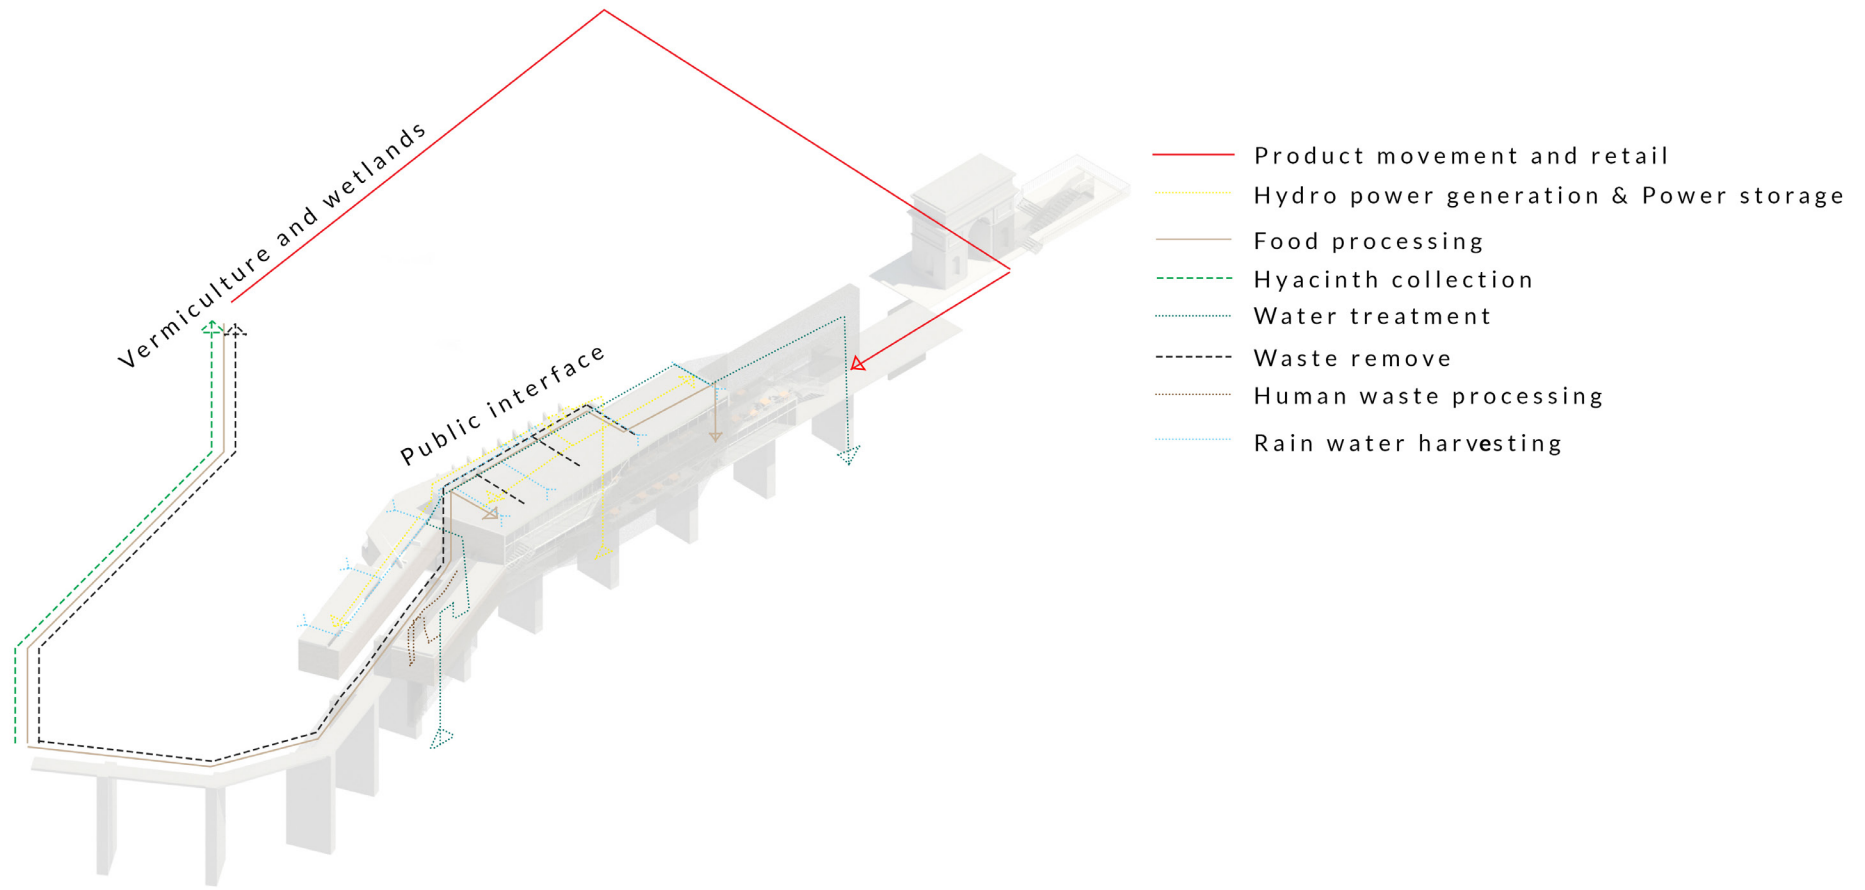 Vermiculture and wetlands
Public interface
Product movement and retail
Hydro power generation & Power storage
Food processing
Hyacinth collection
Water treatment
Waste remove
Human waste processing
Rain water harvesting